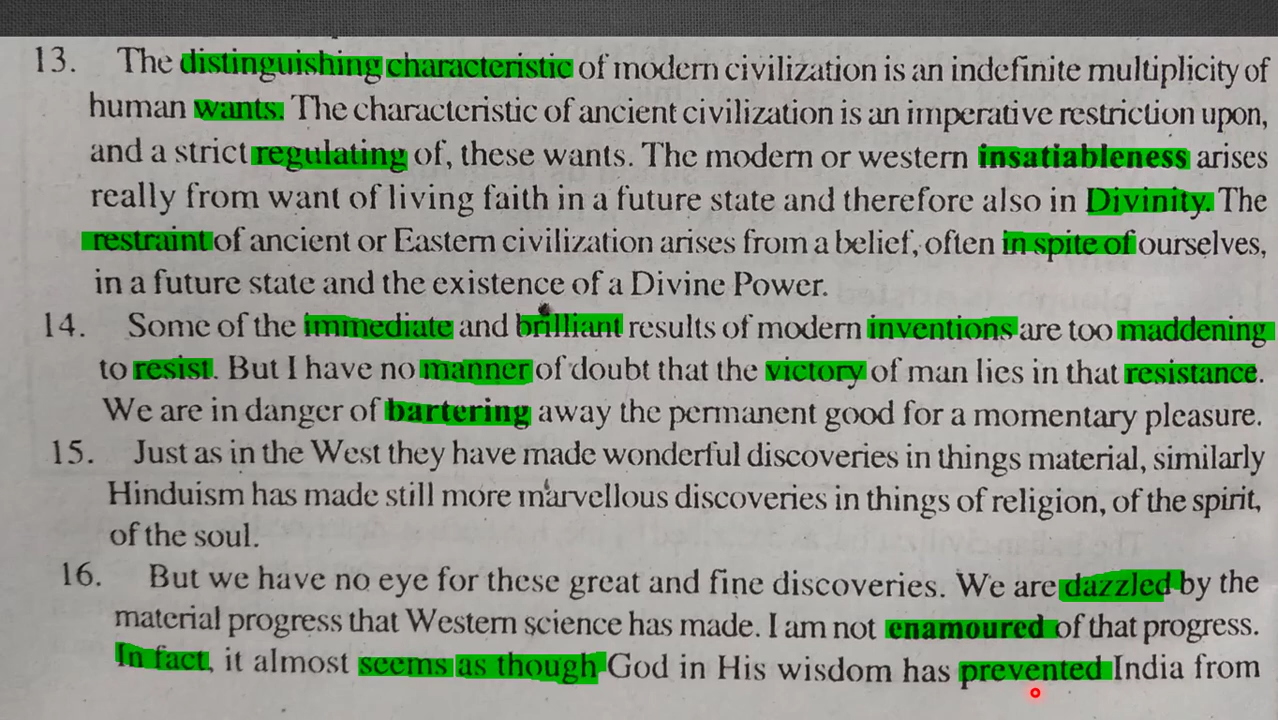 13. The distinguishing characteristic of modern civilization is an indefinite multiplicity of
human wants. The characteristic of ancient civilization is an imperative restriction upon,
and a strict regulating of, these wants. The modern or western insatiableness arises
really from want of living faith in a future state and therefore also in Divinity. The
restraint of ancient or Eastern civilization arises from a belief, often in spite of ourselves,
in a future state and the existence of a Divine Power.
14. Some of the immediate and brilliant results of modern inventions are too maddening
to resist. But I have no manner of doubt that the victory of man lies in that resistance.
We are in danger of bartering away the permanent good for a momentary pleasure.
15. Just as in the West they have made wonderful discoveries in things material, similarly
Hinduism has made still more marvellous discoveries in things of religion, of the spirit,
of the soul.
16. But we have no eye for these great and fine discoveries. We are dazzled by the
material progress that Western science has made. I am not enamoured of that progress.
In fact, it almost seems as though God in His wisdom has prevented India from